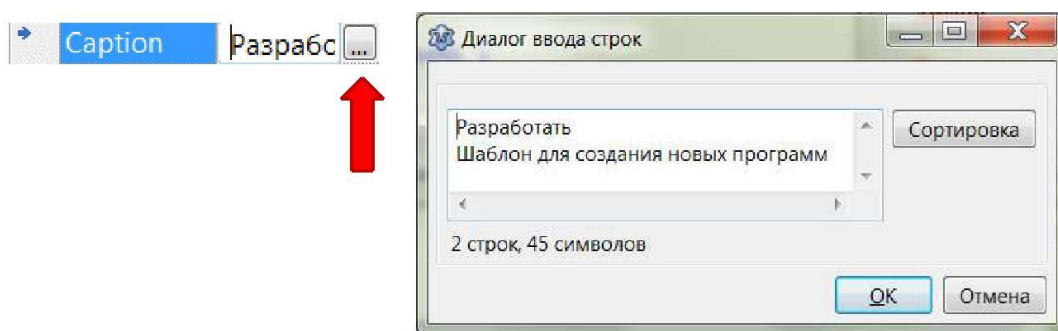 Caption
Разрабс
...
Диалог ввода строк
Разработать
Шаблон для создания новых программ
Сортировка
2 строк, 45 символов
OK
Отмена